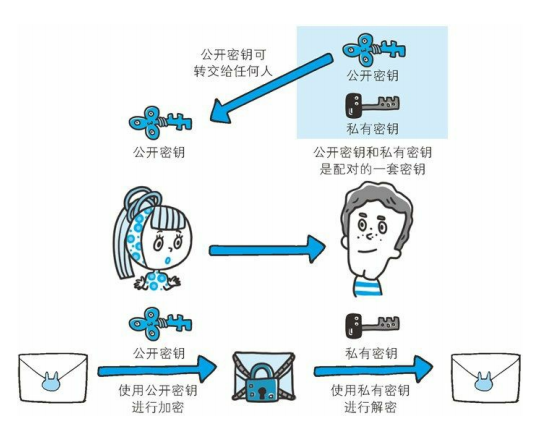 公开密钥可
转交给任何人
公开密钥
私有密钥
公开密钥
公开密钥和私有密钥
是配对的一套密钥
公开密钥
私有密钥
使用公开密钥
进行加密
使用私有密钥
进行解密